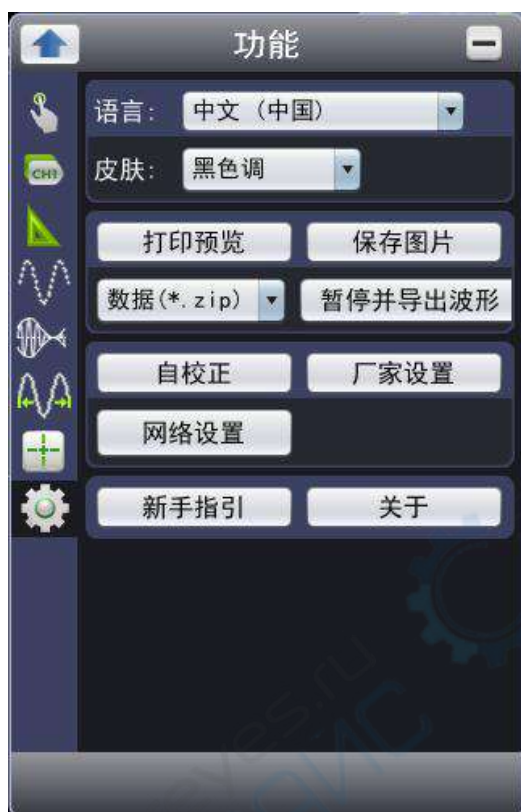 功能
语言: 中文 (中国)
CH1
皮肤: 黑色调
打印预览 保存图片
数据(*.zip) 暂停并导出波形
自校正 厂家设置
网络设置
新手指引 关于
eyes.ru